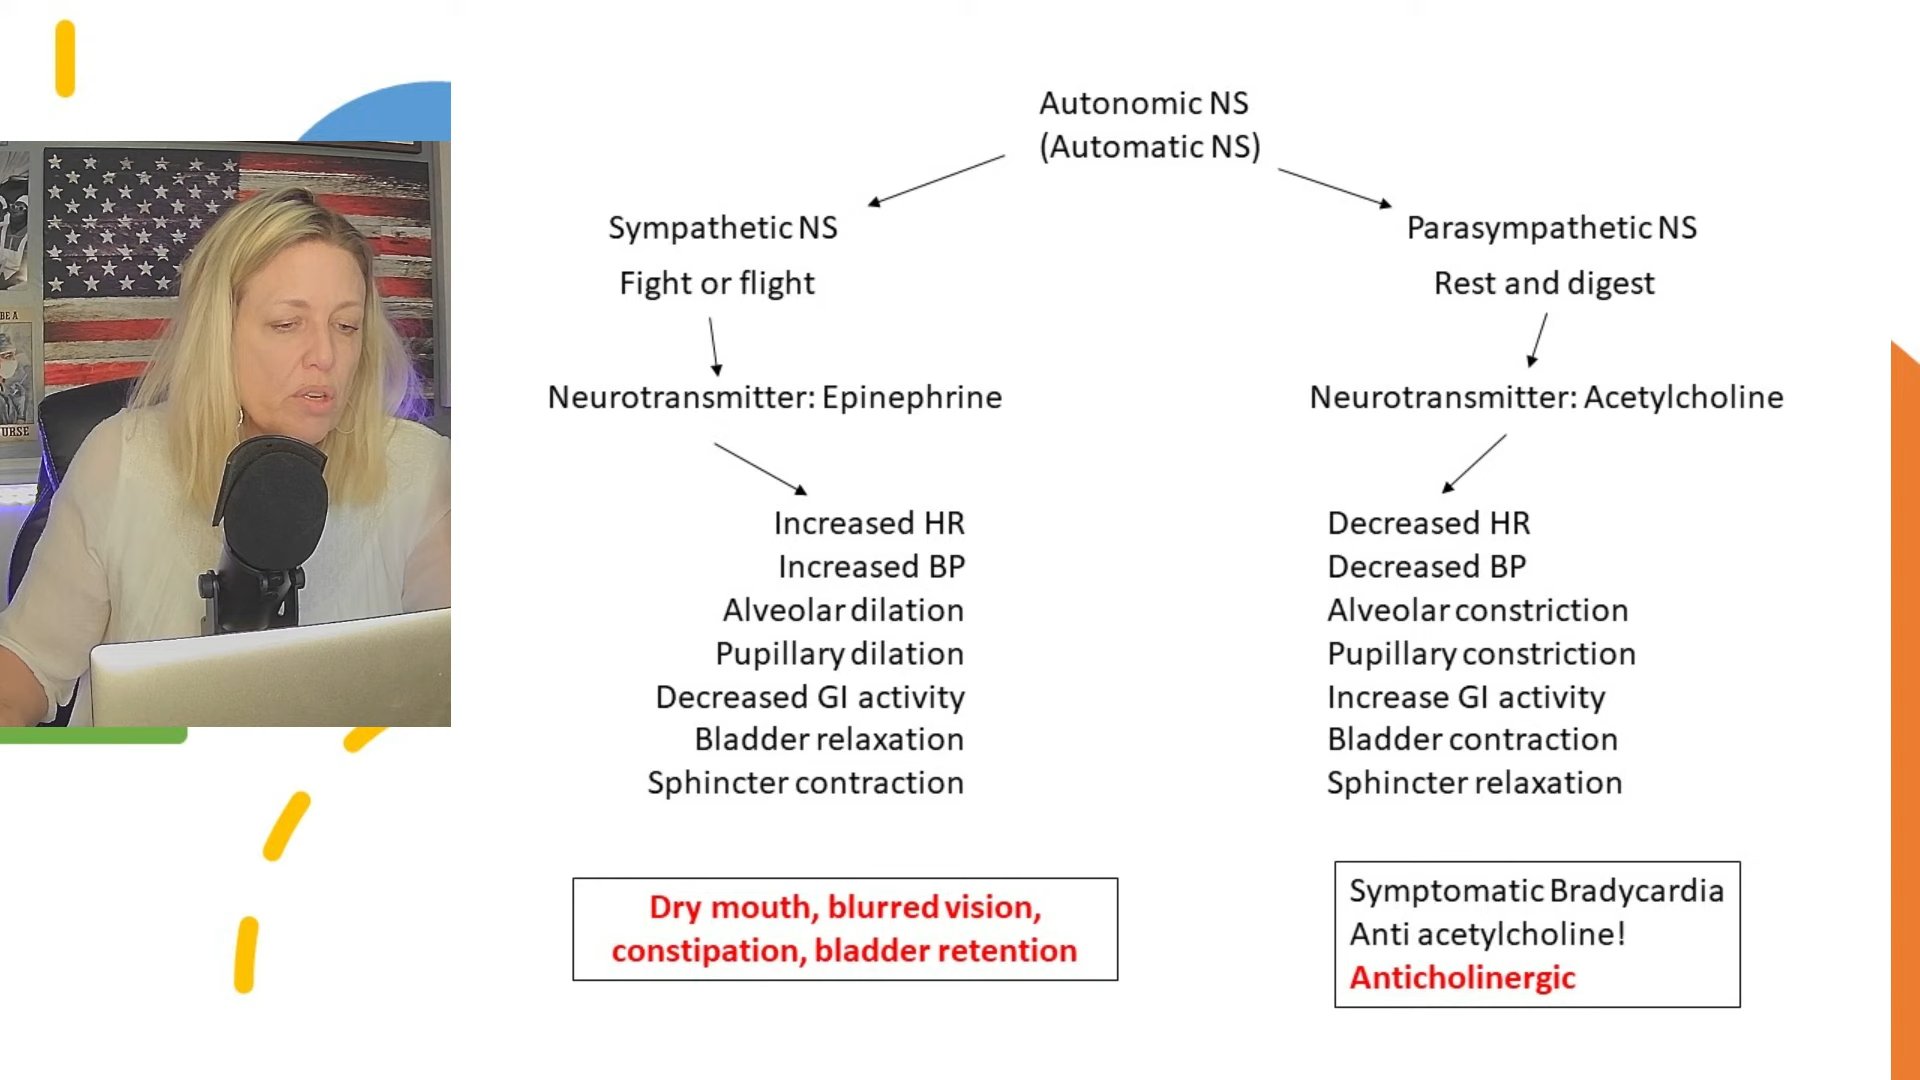 Autonomic NS
(Automatic NS)
Sympathetic NS
Fight or flight
Neurotransmitter: Epinephrine
Increased HR
Increased BP
Alveolar dilation
Pupillary dilation
Decreased GI activity
Bladder relaxation
Sphincter contraction
Dry mouth, blurred vision,
constipation, bladder retention
Parasympathetic NS
Rest and digest
Neurotransmitter: Acetylcholine
Decreased HR
Decreased BP
Alveolar constriction
Pupillary constriction
Increase GI activity
Bladder contraction
Sphincter relaxation
Symptomatic Bradycardia
Anti acetylcholine!
Anticholinergic
BE A
URSE